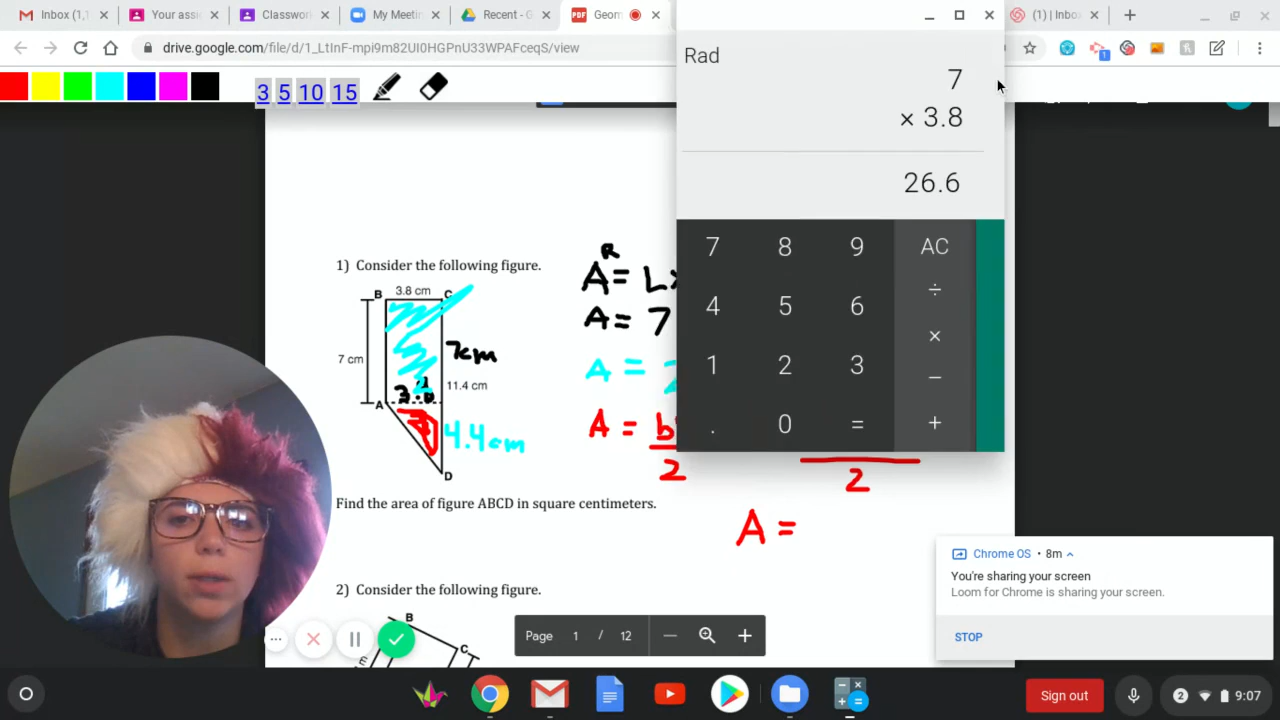 Inbox (1,1
Your assi
Classwor
My Meetin
Recent - G
PDF Geom
(1) | Inbox
drive.google.com/file/d/1_LtInF-mpi9m82UI0HGPnU33WPAFceqS/view
1
3 5 10 15
Rad
7
× 3.8
26.6
7 8 9 AC
÷
4 5 6
×
1 2 3
−
. 0 = +
1) Consider the following figure.
B 3.8 cm C
7 cm
7cm
11.4 cm
A
4.4cm
D
R
A = L
A = 7
A = 2
A = b
2
2
A =
Find the area of figure ABCD in square centimeters.
2) Consider the following figure.
B
C
Page 1 / 12
Chrome OS • 8m
You're sharing your screen
Loom for Chrome is sharing your screen.
STOP
Sign out
2
9:07